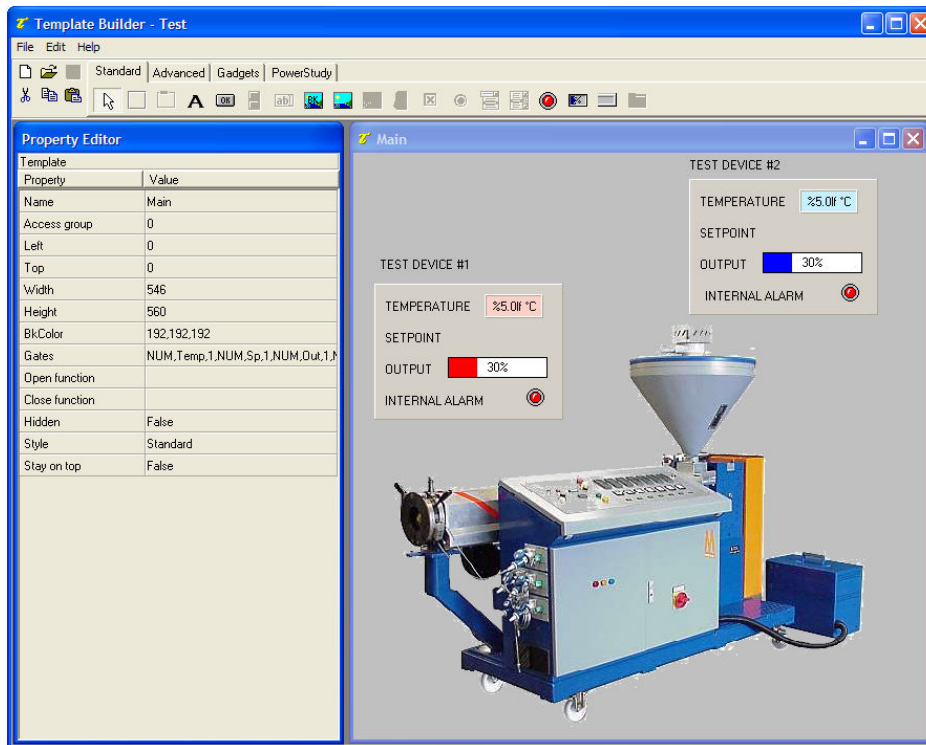 Template Builder - Test
File Edit Help
Standard Advanced Gadgets PowerStudy
A OK ab|
Property Editor
Template
Property Value
Name Main
Access group 0
Left 0
Top 0
Width 546
Height 560
BkColor 192,192,192
Gates NUM,Temp,1,NUM,Sp,1,NUM,Out,1,N
Open function
Close function
Hidden False
Style Standard
Stay on top False
Main
TEST DEVICE #2
TEMPERATURE %5.0lf °C
SETPOINT
OUTPUT 30%
INTERNAL ALARM
TEST DEVICE #1
TEMPERATURE %5.0lf °C
SETPOINT
OUTPUT 30%
INTERNAL ALARM